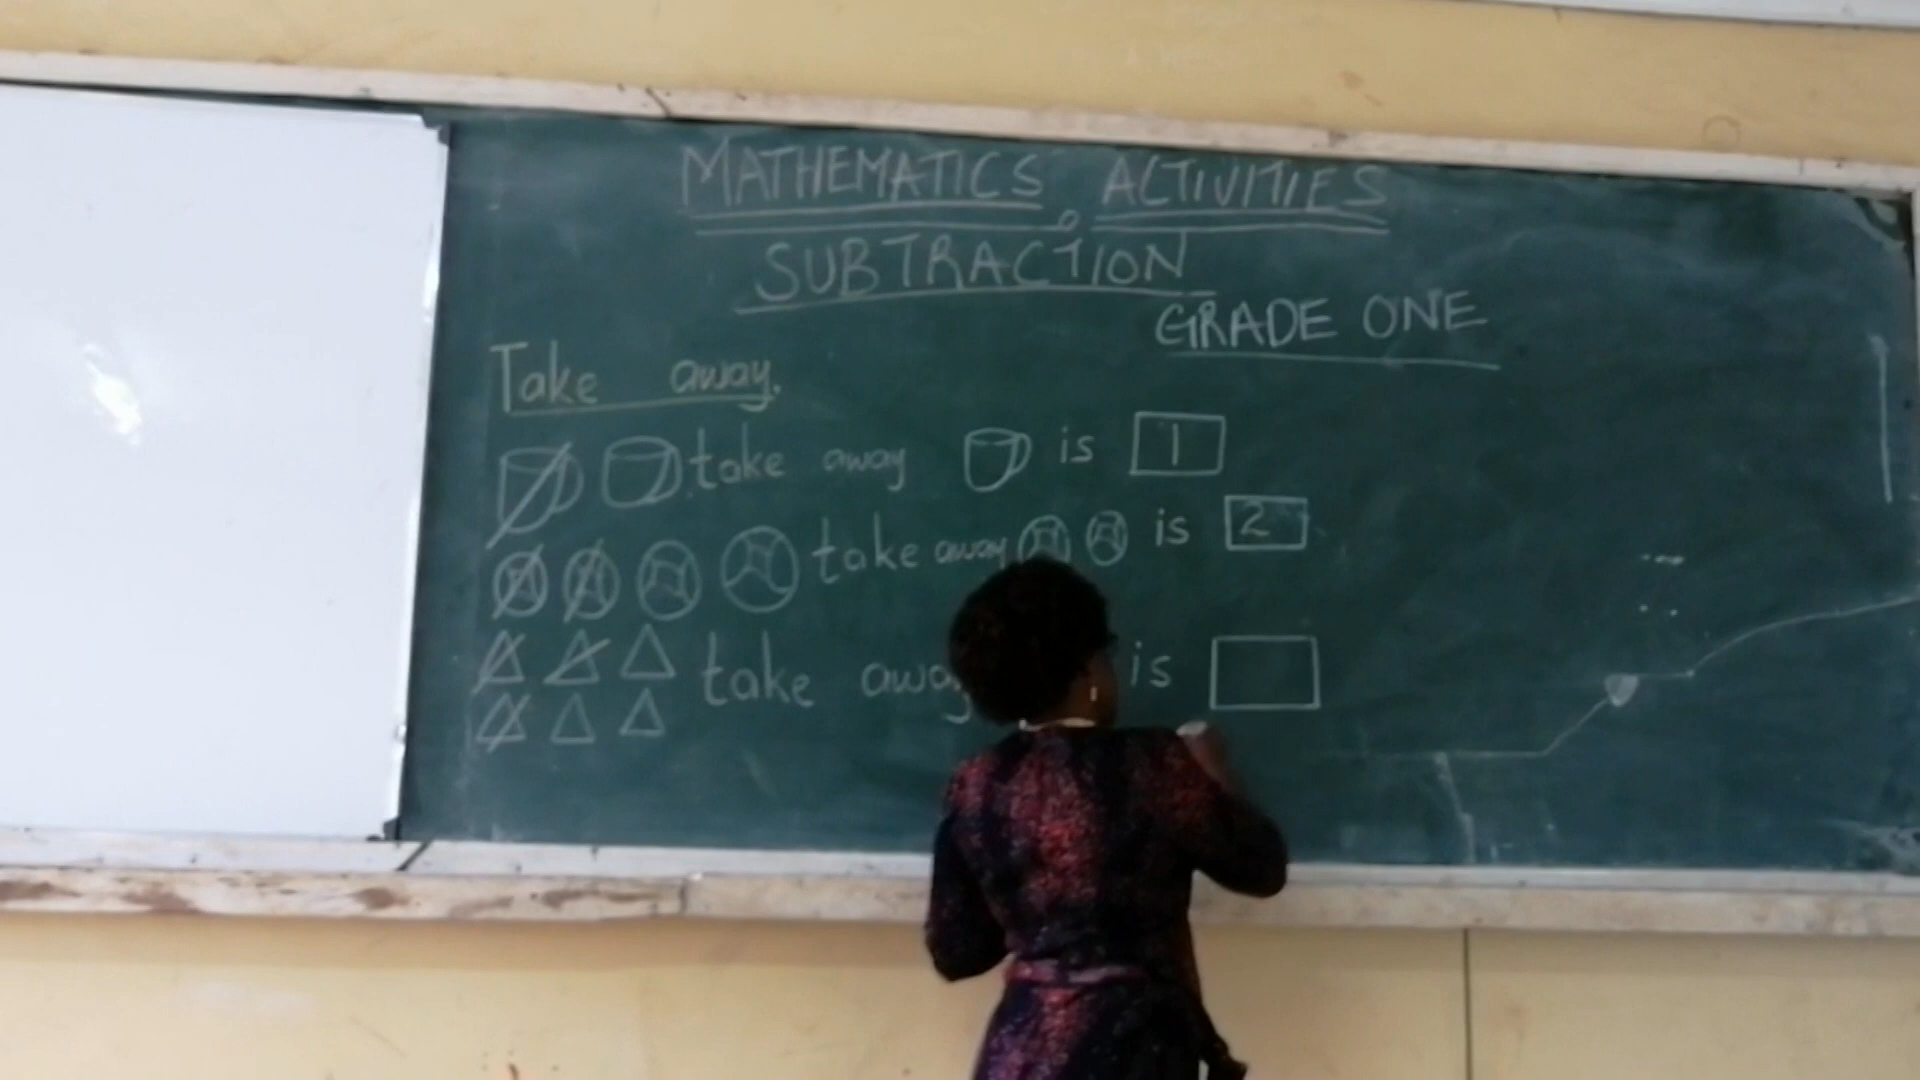 MATHEMATICS ACTIVITIES
SUBTRACTION
GRADE ONE
Take away.
take away is 1
take away is 2
take away is